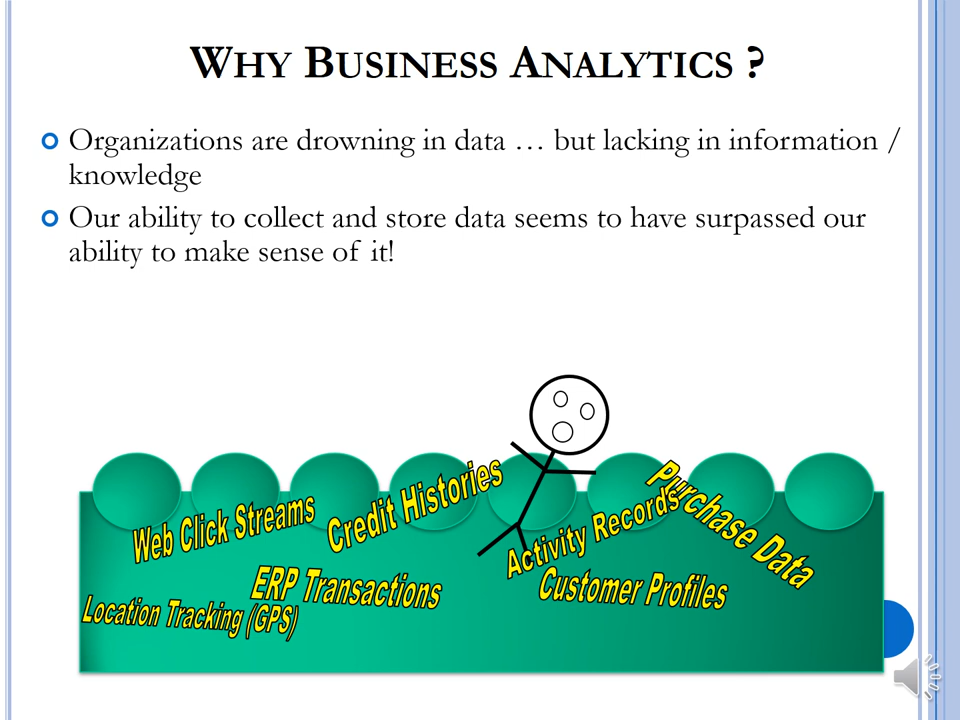 WHY BUSINESS ANALYTICS ?
Organizations are drowning in data … but lacking in information /
knowledge
Our ability to collect and store data seems to have surpassed our
ability to make sense of it!
Web Click Streams
Credit Histories
Activity Records
Purchase Data
ERP Transactions
Customer Profiles
Location Tracking (GPS)